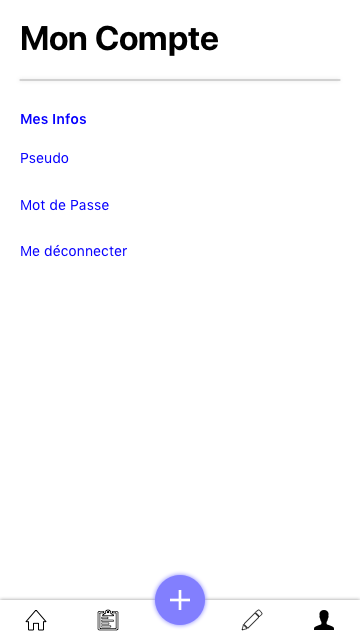 Mon Compte
Mes Infos
Pseudo
Mot de Passe
Me déconnecter